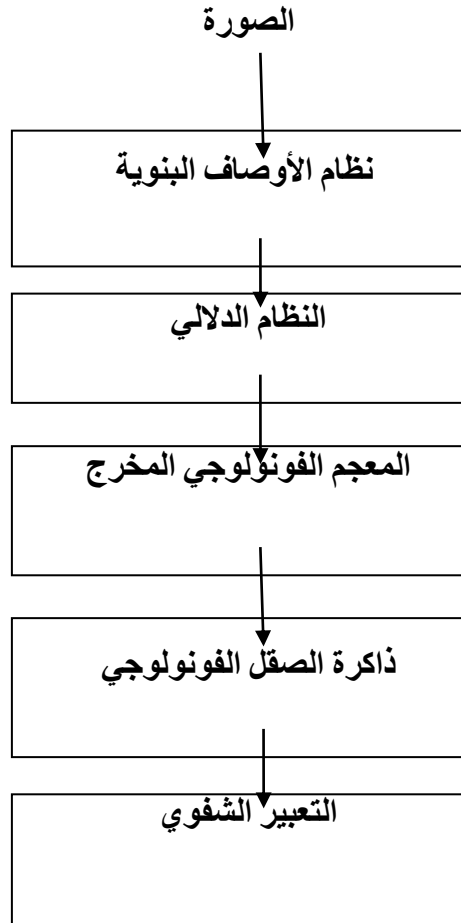 الصورة
نظام الأوصاف البنوية
النظام الدلالي
المعجم الفونولوجي المخرج
ذاكرة الصقل الفونولوجي
التعبير الشفوي